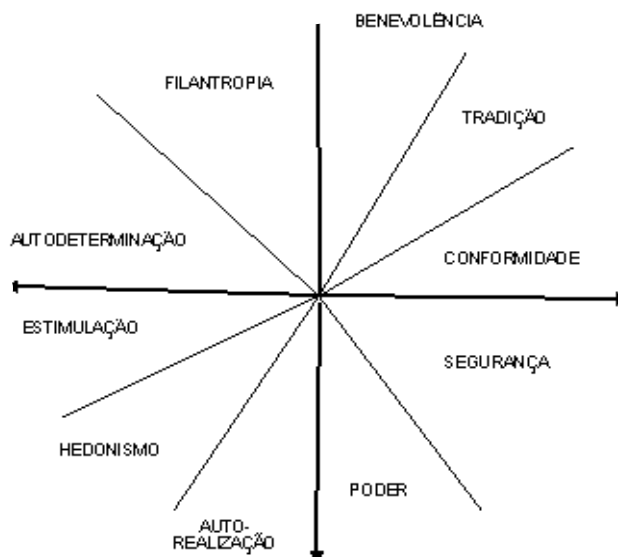 BENEVOLÊNCIA
FILANTROPIA
TRADIÇÃO
AUTODETERMINAÇÃO
CONFORMIDADE
ESTIMULAÇÃO
SEGURANÇA
HEDONISMO
PODER
AUTO-
REALIZAÇÃO